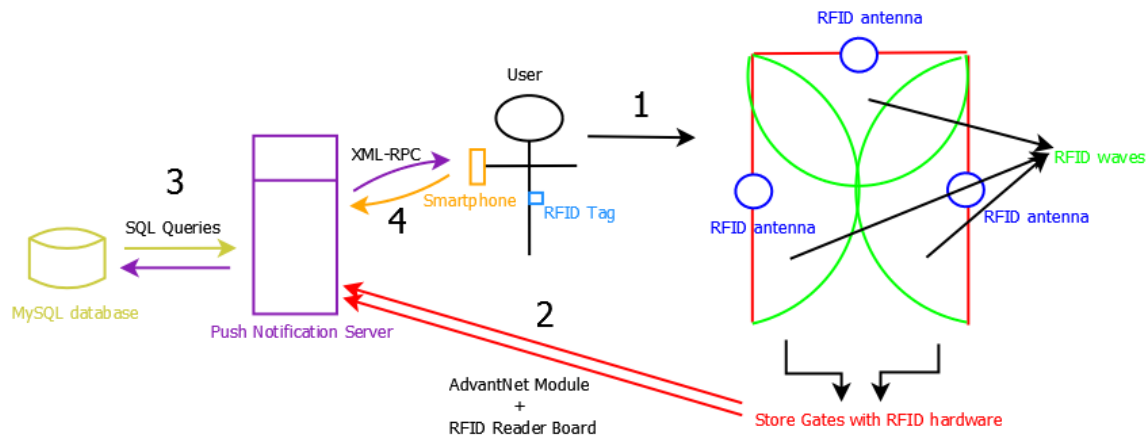 RFID antenna
User
1
XML-RPC
RFID waves
3
4
Smartphone
RFID Tag
SQL Queries
RFID antenna
RFID antenna
MySQL database
Push Notification Server
2
AdvantNet Module
+
RFID Reader Board
Store Gates with RFID hardware